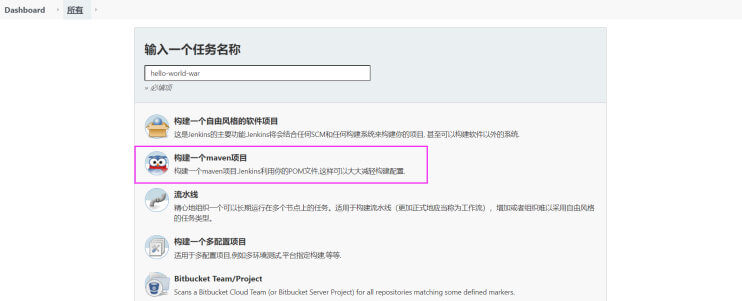 Dashboard
所有
输入一个任务名称
hello-world-war
» 必填项
构建一个自由风格的软件项目
这是Jenkins的主要功能.Jenkins将会结合任何SCM和任何构建系统来构建你的项目, 甚至可以构建软件以外的系统.
构建一个maven项目
构建一个maven项目.Jenkins利用你的POM文件,这样可以大大减轻构建配置.
流水线
精心地组织一个可以长期运行在多个节点上的任务。适用于构建流水线（更加正式地应当称为工作流），增加或者组织难以采用自由风格
的任务类型。
构建一个多配置项目
适用于多配置项目,例如多环境测试,平台指定构建,等等.
Bitbucket Team/Project
Scans a Bitbucket Cloud Team (or Bitbucket Server Project) for all repositories matching some defined markers.